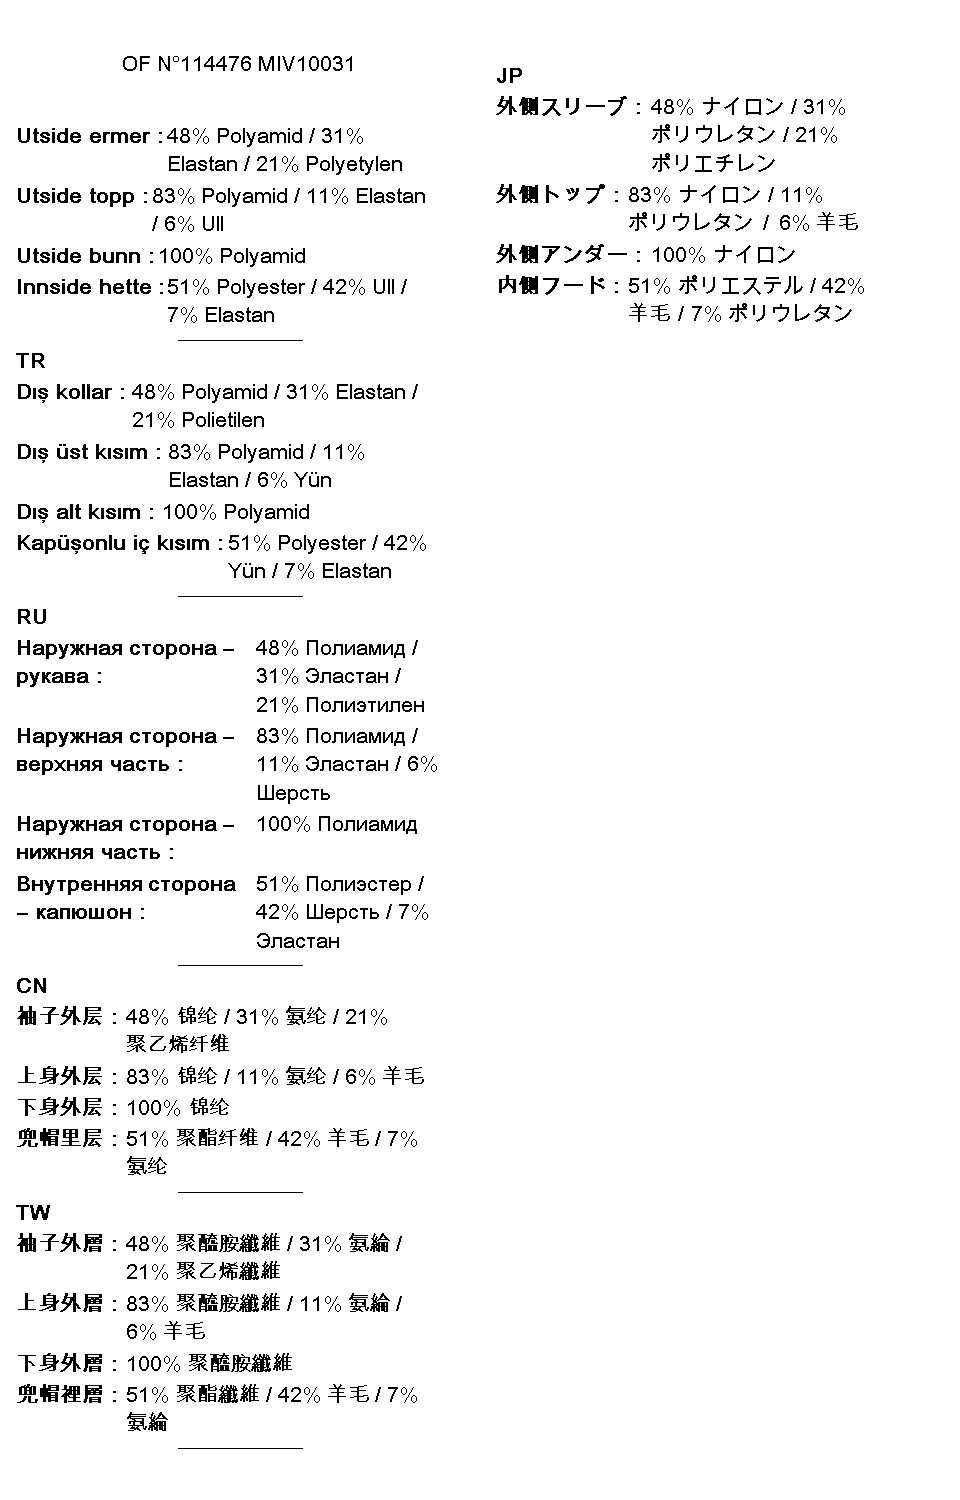 OF N°114476 MIV10031
Utside ermer : 48% Polyamid / 31%
Elastan / 21% Polyetylen
Utside topp : 83% Polyamid / 11% Elastan
/ 6% Ull
Utside bunn : 100% Polyamid
Innside hette : 51% Polyester / 42% Ull /
7% Elastan
TR
Dış kollar : 48% Polyamid / 31% Elastan /
21% Polietilen
Dış üst kısım : 83% Polyamid / 11%
Elastan / 6% Yün
Dış alt kısım : 100% Polyamid
Kapüşonlu iç kısım : 51% Polyester / 42%
Yün / 7% Elastan
RU
Наружная сторона – 48% Полиамид /
рукава : 31% Эластан /
21% Полиэтилен
Наружная сторона – 83% Полиамид /
верхняя часть : 11% Эластан / 6%
Шерсть
Наружная сторона – 100% Полиамид
нижняя часть :
Внутренняя сторона 51% Полиэстер /
– капюшон : 42% Шерсть / 7%
Эластан
CN
袖子外层 : 48% 锦纶 / 31% 氨纶 / 21%
聚乙烯纤维
上身外层 : 83% 锦纶 / 11% 氨纶 / 6% 羊毛
下身外层 : 100% 锦纶
兜帽里层 : 51% 聚酯纤维 / 42% 羊毛 / 7%
氨纶
TW
袖子外層 : 48% 聚醯胺纖維 / 31% 氨綸 /
21% 聚乙烯纖維
上身外層 : 83% 聚醯胺纖維 / 11% 氨綸 /
6% 羊毛
下身外層 : 100% 聚醯胺纖維
兜帽裡層 : 51% 聚酯纖維 / 42% 羊毛 / 7%
氨綸
JP
外側スリーブ : 48% ナイロン / 31%
ポリウレタン / 21%
ポリエチレン
外側トップ : 83% ナイロン / 11%
ポリウレタン / 6% 羊毛
外側アンダー : 100% ナイロン
内側フード : 51% ポリエステル / 42%
羊毛 / 7% ポリウレタン